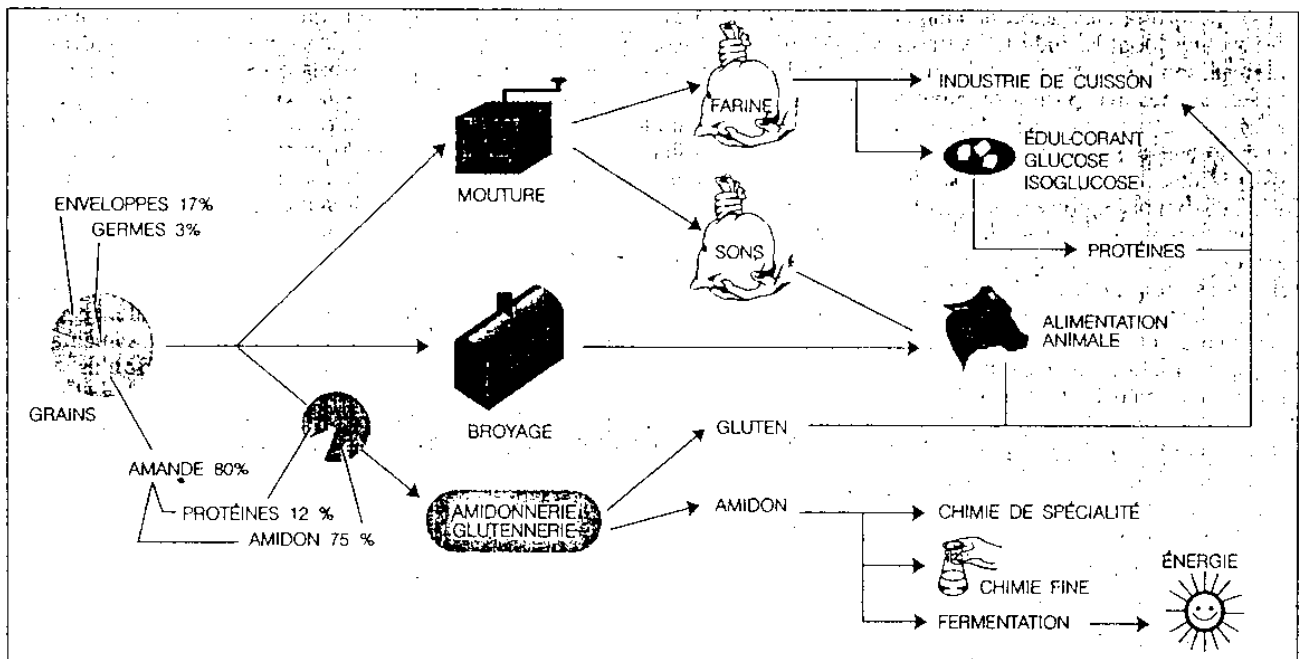 FARINE
INDUSTRIE DE CUISSON
ÉDULCORANT
GLUCOSE
ISOGLUCOSE
MOUTURE
ENVELOPPES 17%
GERMES 3%
SONS
PROTÉINES
ALIMENTATION
ANIMALE
GRAINS
BROYAGE
GLUTEN
AMANDE 80%
PROTÉINES 12 %
AMIDON 75 %
AMIDONNERIE
GLUTENNERIE
AMIDON
CHIMIE DE SPÉCIALITÉ
ÉNERGIE
CHIMIE FINE
FERMENTATION